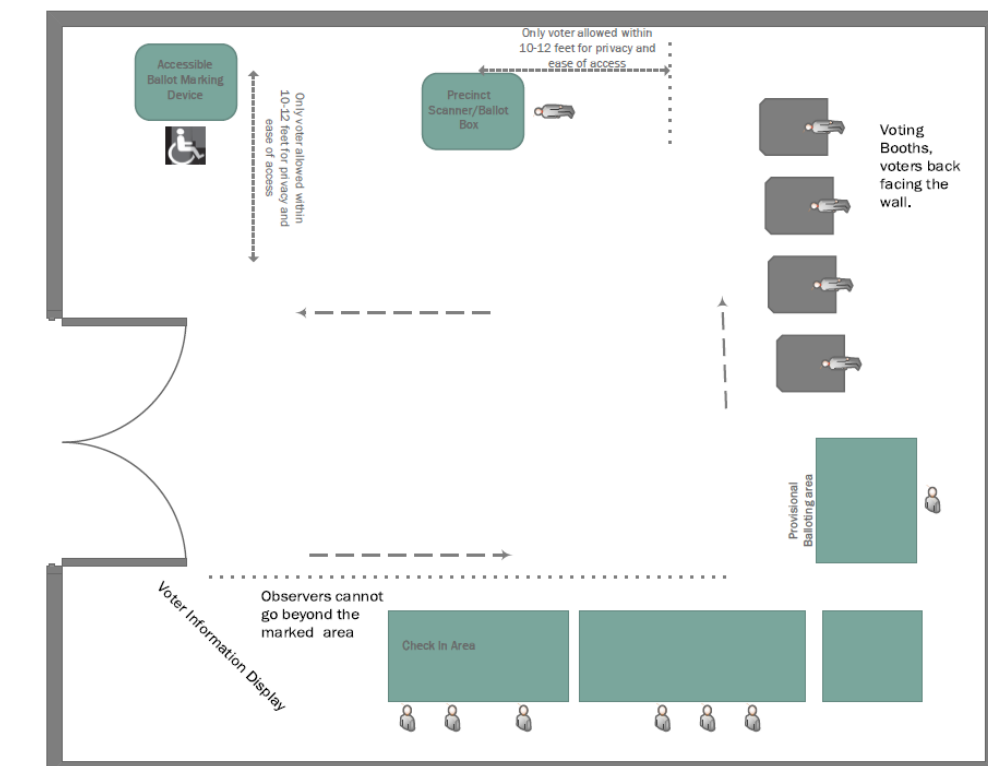 Accessible
Ballot Marking
Device
Only voter allowed within
10-12 feet for privacy and
ease of access
Only voter allowed within
10-12 feet for privacy and
ease of access
Precinct
Scanner/Ballot
Box
Voting
Booths,
voters back
facing the
wall.
Provisional
Balloting area
Voter Information Display
Observers cannot
go beyond the
marked area
Check In Area